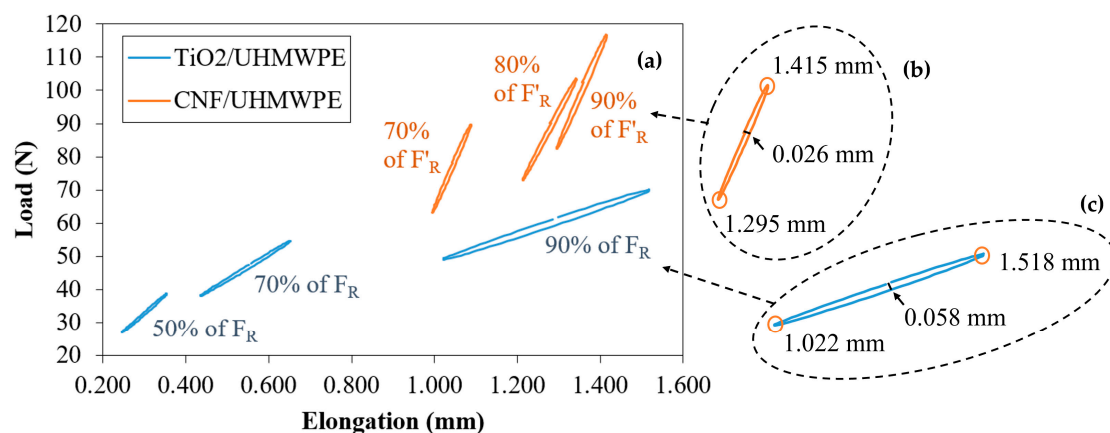 120
110
100
90
80
70
60
50
40
30
20
Load (N)
0.200
0.400
0.600
0.800
1.000
1.200
1.400
1.600
Elongation (mm)
TiO2/UHMWPE
CNF/UHMWPE
(a)
80%
of F'R
70%
of F'R
90%
of F'R
50% of FR
70% of FR
90% of FR
(b)
1.415 mm
0.026 mm
1.295 mm
(c)
1.518 mm
0.058 mm
1.022 mm